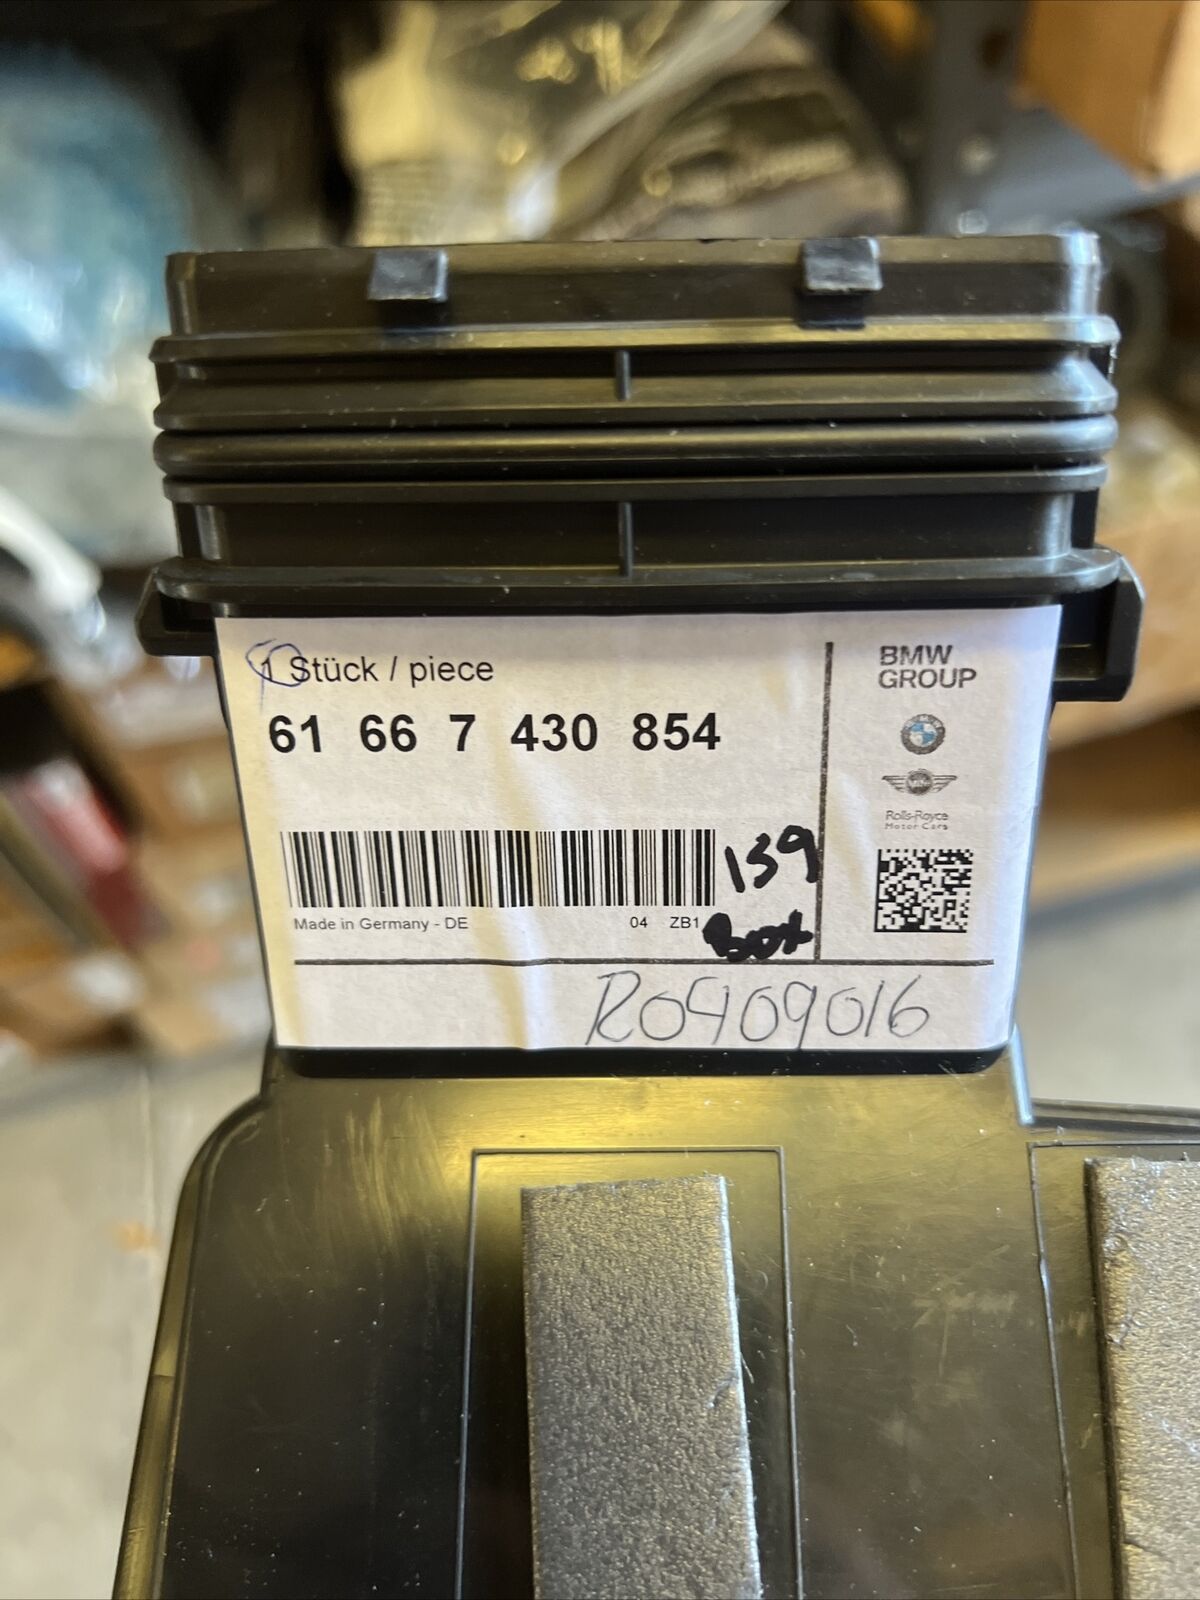 1 Stück / piece
61 66 7 430 854
BMW
GROUP
Rolls-Royce
Motor Cars
139
Made in Germany - DE
04 ZB1
Box
R0409016